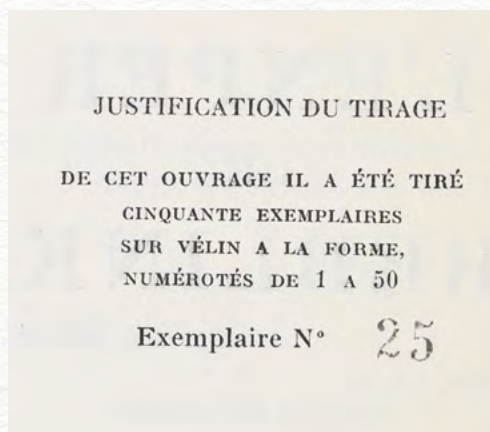 JUSTIFICATION DU TIRAGE
DE CET OUVRAGE IL A ÉTÉ TIRÉ
CINQUANTE EXEMPLAIRES
SUR VÉLIN A LA FORME,
NUMÉROTÉS DE 1 A 50
Exemplaire N° 25